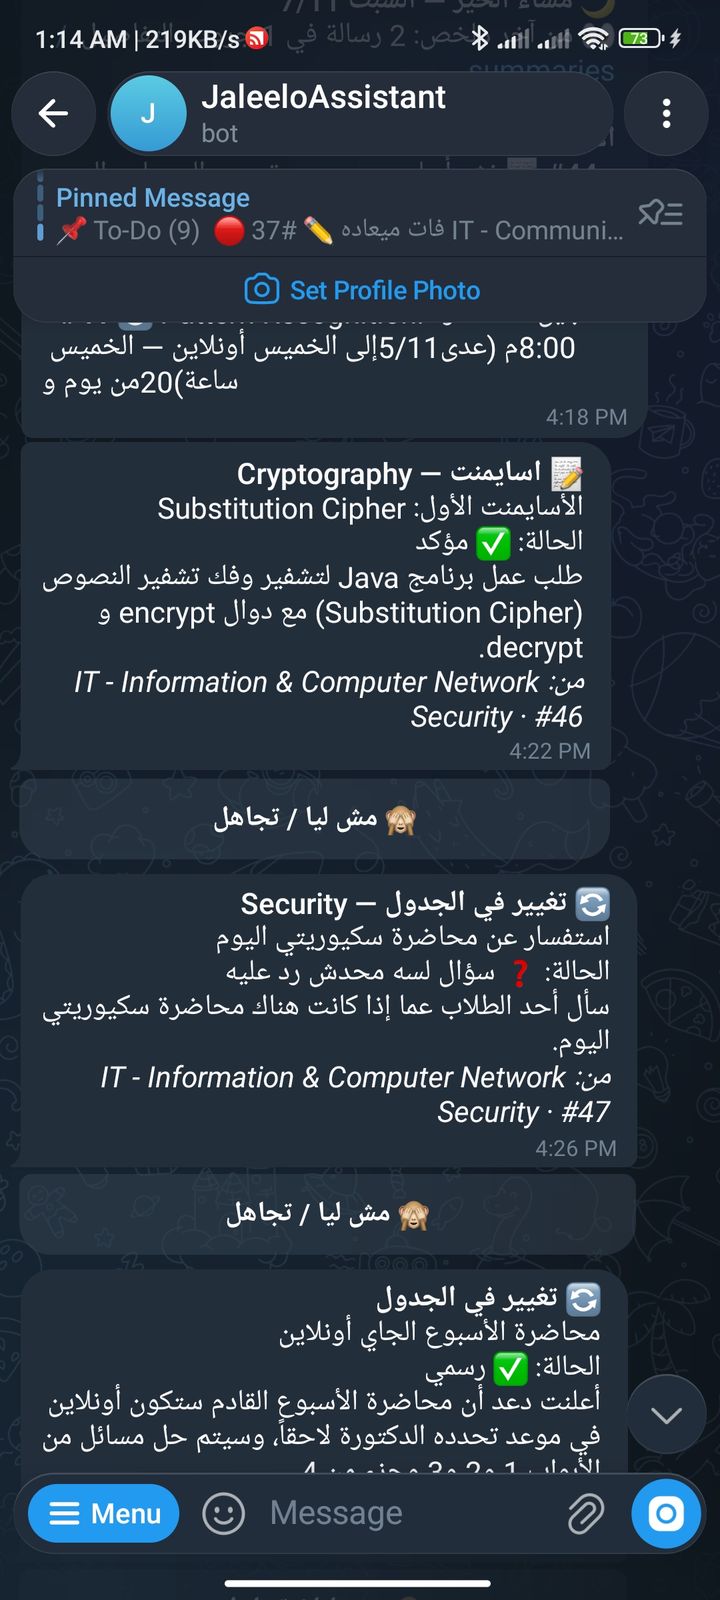 1:14 AM | 219KB/s
73
J
JaleeloAssistant
bot
Pinned Message
📌 To-Do (9) 🔴 37# ✏️ فات ميعاده IT - Communi...
Set Profile Photo
8:00م (عدى5/11إلى الخميس أونلاين — الخميس
ساعة)20من يوم و
4:18 PM
📝 اسايمنت — Cryptography
الأسايمنت الأول: Substitution Cipher
الحالة: ✅ مؤكد
طلب عمل برنامج Java لتشفير وفك تشفير النصوص
(Substitution Cipher) مع دوال encrypt و
decrypt.
من: IT - Information & Computer Network
Security · #46
4:22 PM
🙈 مش ليا / تجاهل
🔄 تغيير في الجدول — Security
استفسار عن محاضرة سكيوريتي اليوم
الحالة: ❓ سؤال لسه محدش رد عليه
سأل أحد الطلاب عما إذا كانت هناك محاضرة سكيوريتي
اليوم.
من: IT - Information & Computer Network
Security · #47
4:26 PM
🙈 مش ليا / تجاهل
🔄 تغيير في الجدول
محاضرة الأسبوع الجاي أونلاين
الحالة: ✅ رسمي
أعلنت دعد أن محاضرة الأسبوع القادم ستكون أونلاين
في موعد تحدده الدكتورة لاحقاً، وسيتم حل مسائل من
Menu
Message